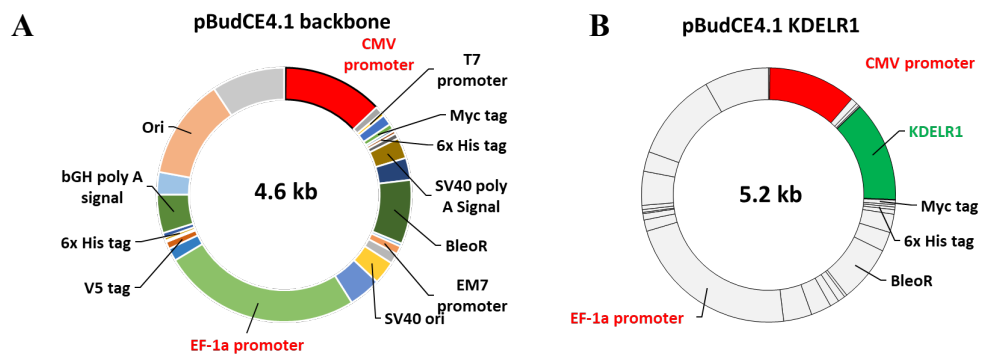 A
pBudCE4.1 backbone
CMV
promoter
T7
promoter
Myc tag
6x His tag
SV40 poly
A Signal
BleoR
EM7
promoter
SV40 ori
EF-1a promoter
V5 tag
6x His tag
bGH poly A
signal
Ori
4.6 kb
B
pBudCE4.1 KDELR1
CMV promoter
KDELR1
Myc tag
6x His tag
BleoR
EF-1a promoter
5.2 kb